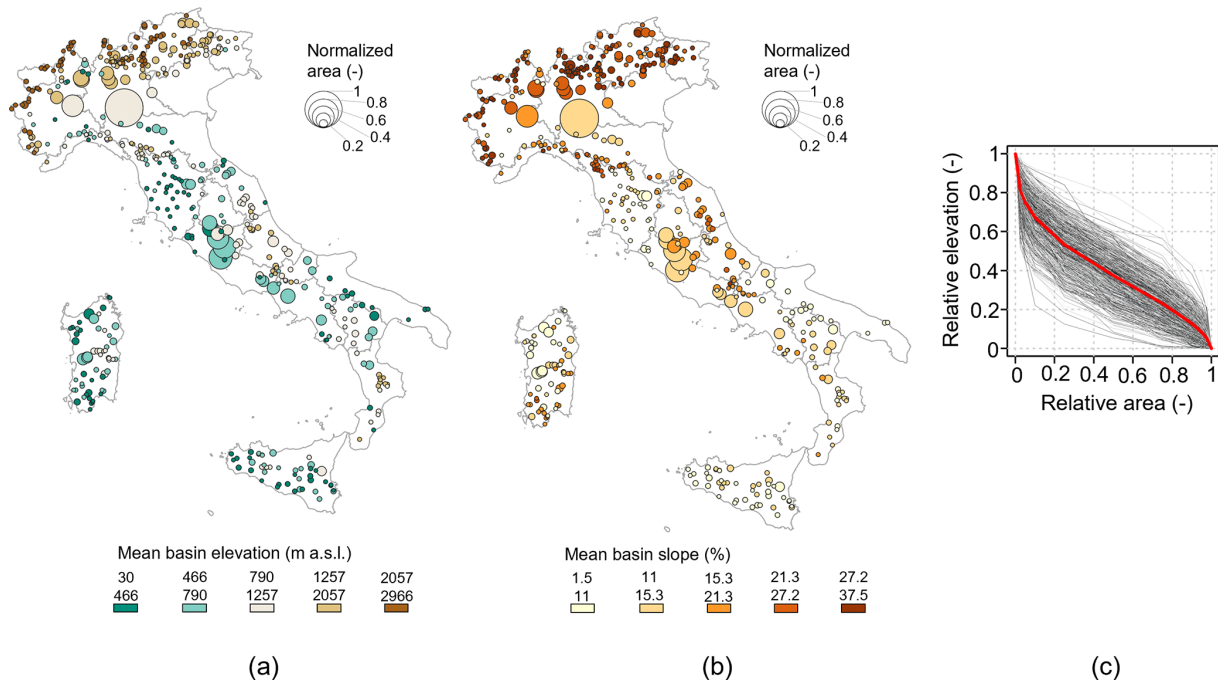 Normalized
area (-)
1
0.8
0.6
0.4
0.2
Mean basin elevation (m a.s.l.)
30 466 790 1257 2057
466 790 1257 2057 2966
(a)
Normalized
area (-)
1
0.8
0.6
0.4
0.2
Mean basin slope (%)
1.5 11 15.3 21.3 27.2
11 15.3 21.3 27.2 37.5
(b)
Relative elevation (-)
1
0.8
0.6
0.4
0.2
0
0 0.2 0.4 0.6 0.8 1
Relative area (-)
(c)